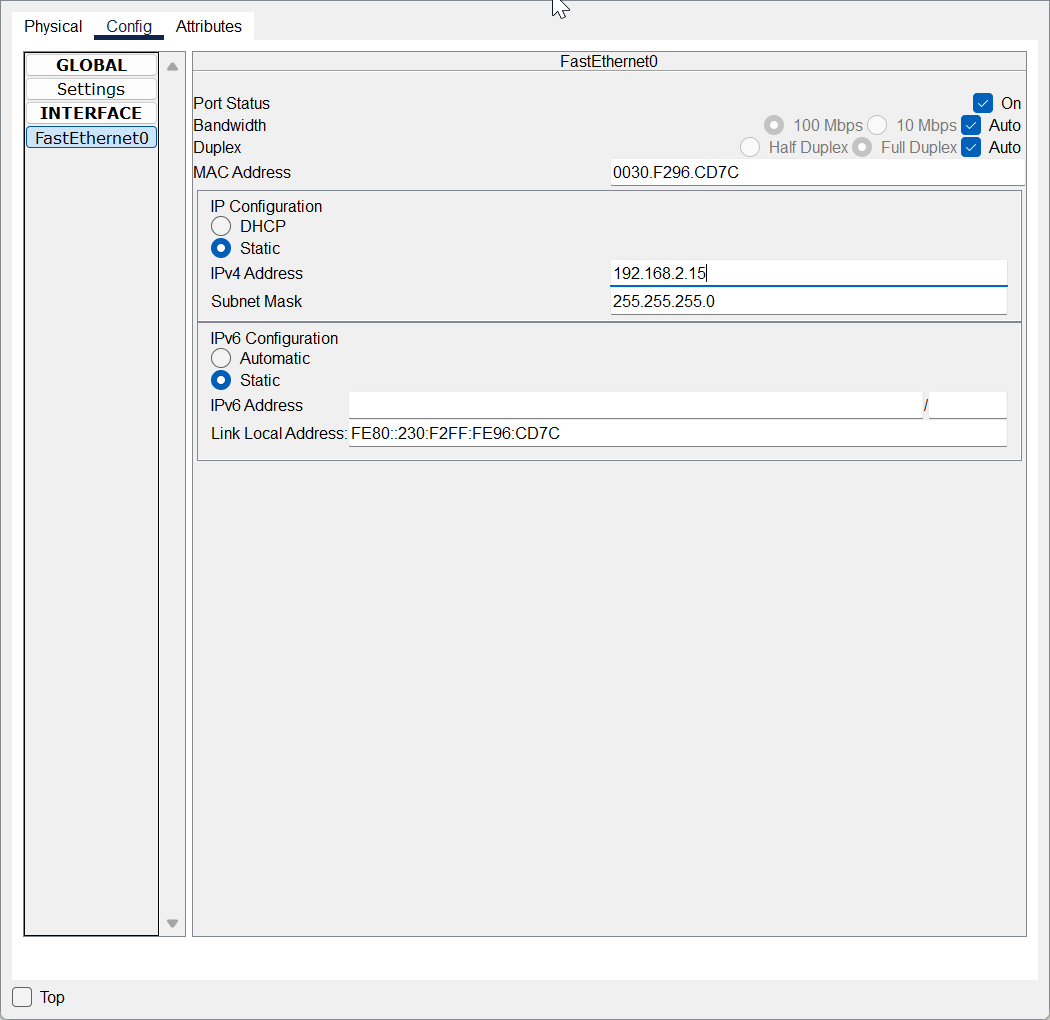 Physical Config Attributes
GLOBAL
Settings
INTERFACE
FastEthernet0
FastEthernet0
Port Status On
Bandwidth 100 Mbps 10 Mbps Auto
Duplex Half Duplex Full Duplex Auto
MAC Address 0030.F296.CD7C
IP Configuration
DHCP
Static
IPv4 Address 192.168.2.15
Subnet Mask 255.255.255.0
IPv6 Configuration
Automatic
Static
IPv6 Address /
Link Local Address: FE80::230:F2FF:FE96:CD7C
Top